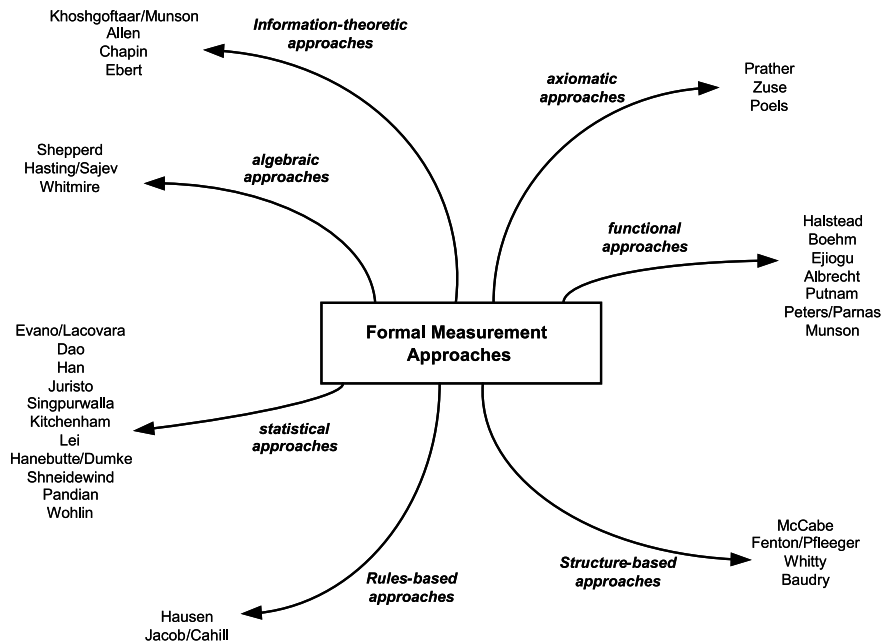 Khoshgoftaar/Munson
Allen
Chapin
Ebert
Information-theoretic
approaches
axiomatic
approaches
Prather
Zuse
Poels
Shepperd
Hasting/Sajev
Whitmire
algebraic
approaches
functional
approaches
Halstead
Boehm
Ejiogu
Albrecht
Putnam
Peters/Parnas
Munson
Formal Measurement
Approaches
Evano/Lacovara
Dao
Han
Juristo
Singpurwalla
Kitchenham
Lei
Hanebutte/Dumke
Shneidewind
Pandian
Wohlin
statistical
approaches
Rules-based
approaches
Hausen
Jacob/Cahill
Structure-based
approaches
McCabe
Fenton/Pfleeger
Whitty
Baudry